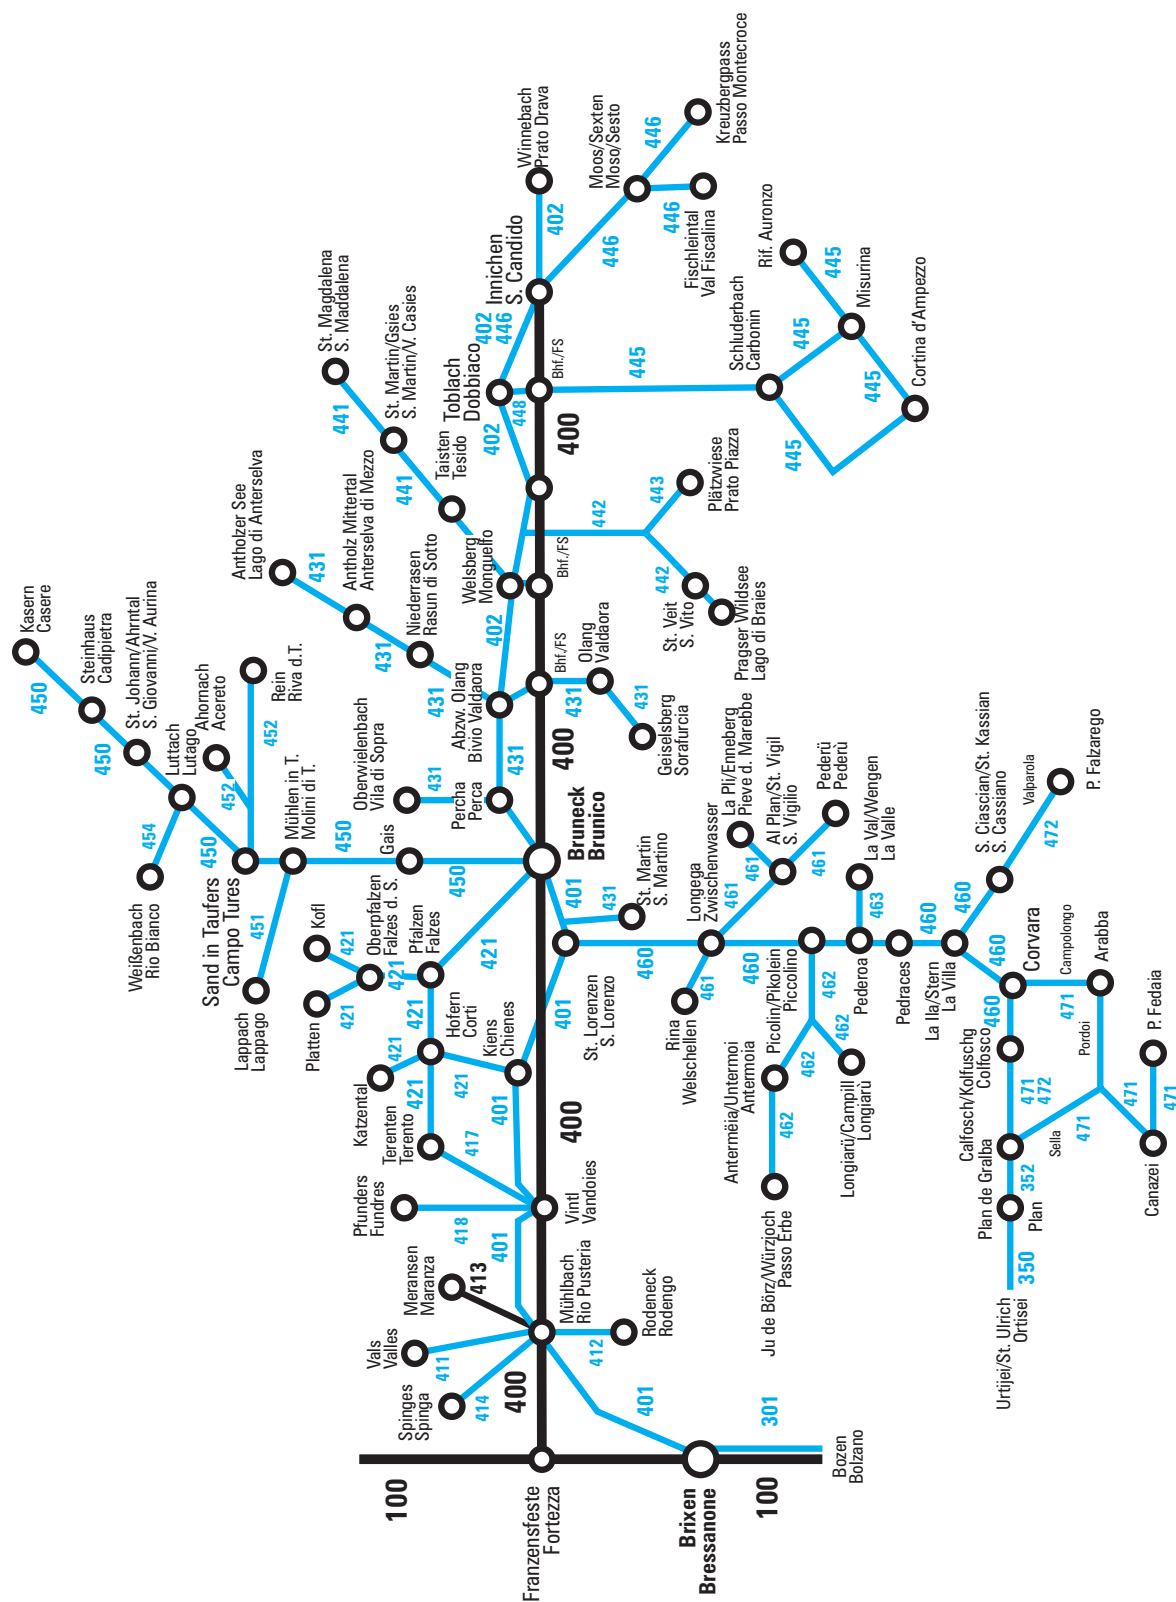 Kasern
Casere
450
Steinhaus
Cadipietra
St. Johann/Ahrntal
S. Giovanni/V. Aurina
450
Luttach
Lutago
454
Weißenbach
Rio Bianco
450
Ahornach
Acereto
452
Rein
Riva d.T.
452
Sand in Taufers
Campo Tures
Mühlen in T.
Molini di T.
451
Lappach
Lappago
450
Gais
450
Antholzer See
Lago di Anterselva
431
Antholz Mittertal
Anterselva di Mezzo
431
Niederrasen
Rasun di Sotto
431
Oberwielenbach
Vila di Sopra
431
Percha
Perca
431
Abzw. Olang
Bivio Valdaora
St. Magdalena
S. Maddalena
441
St. Martin/Gsies
S. Martin/V. Casies
441
Taisten
Tesido
Welsberg
Monguelfo
402
Toblach
Dobbiaco
402
448
402
446
Innichen
S. Candido
Winnebach
Prato Drava
402
446
Moos/Sexten
Moso/Sesto
446
Kreuzbergpass
Passo Montecroce
446
Fischleintal
Val Fiscalina
Bhf./FS
Bhf./FS
Bhf./FS
400
400
445
Schluderbach
Carbonin
445
445
Rif. Auronzo
445
Misurina
445
Cortina d'Ampezzo
442
443
Plätzwiese
Prato Piazza
442
St. Veit
S. Vito
Pragser Wildsee
Lago di Braies
431
Olang
Valdaora
431
Geiselsberg
Sorafurcia
Bruneck
Brunico
Kofl
421
Platten
421
Oberpfalzen
Falzes d. S.
421
Pfalzen
Falzes
421
421
Hofern
Corti
421
Katzental
421
421
Terenten
Terento
417
Kiens
Chienes
401
401
401
431
St. Martin
S. Martino
St. Lorenzen
S. Lorenzo
400
Pfunders
Fundres
418
401
Vintl
Vandoies
Meransen
Maranza
413
Vals
Valles
411
Spinges
Spinga
414
400
Mühlbach
Rio Pusteria
412
Rodeneck
Rodengo
401
100
Franzensfeste
Fortezza
Brixen
Bressanone
100
301
Bozen
Bolzano
460
Longega
Zwischenwasser
461
La Pli/Enneberg
Pieve d. Marebbe
461
Al Plan/St. Vigil
S. Vigilio
461
Pederü
Pederù
461
Rina
Welschellen
460
Picolin/Pikolein
Piccolino
462
462
462
Antermëia/Untermoi
Antermoia
462
Ju de Börz/Würzjoch
Passo Erbe
Longiarü/Campill
Longiarù
Pederoa
463
La Val/Wengen
La Valle
Pedraces
460
La Ila/Stern
La Villa
460
S. Ciascian/St. Kassian
S. Cassiano
Valparola
472
P. Falzarego
460
Corvara
460
Campolongo
471
Arabba
Calfosch/Kolfuschg
Colfosco
471
472
Pordoi
Plan de Gralba
Sella
471
471
471
P. Fedaia
Canazei
352
Plan
350
Urtijei/St. Ulrich
Ortisei